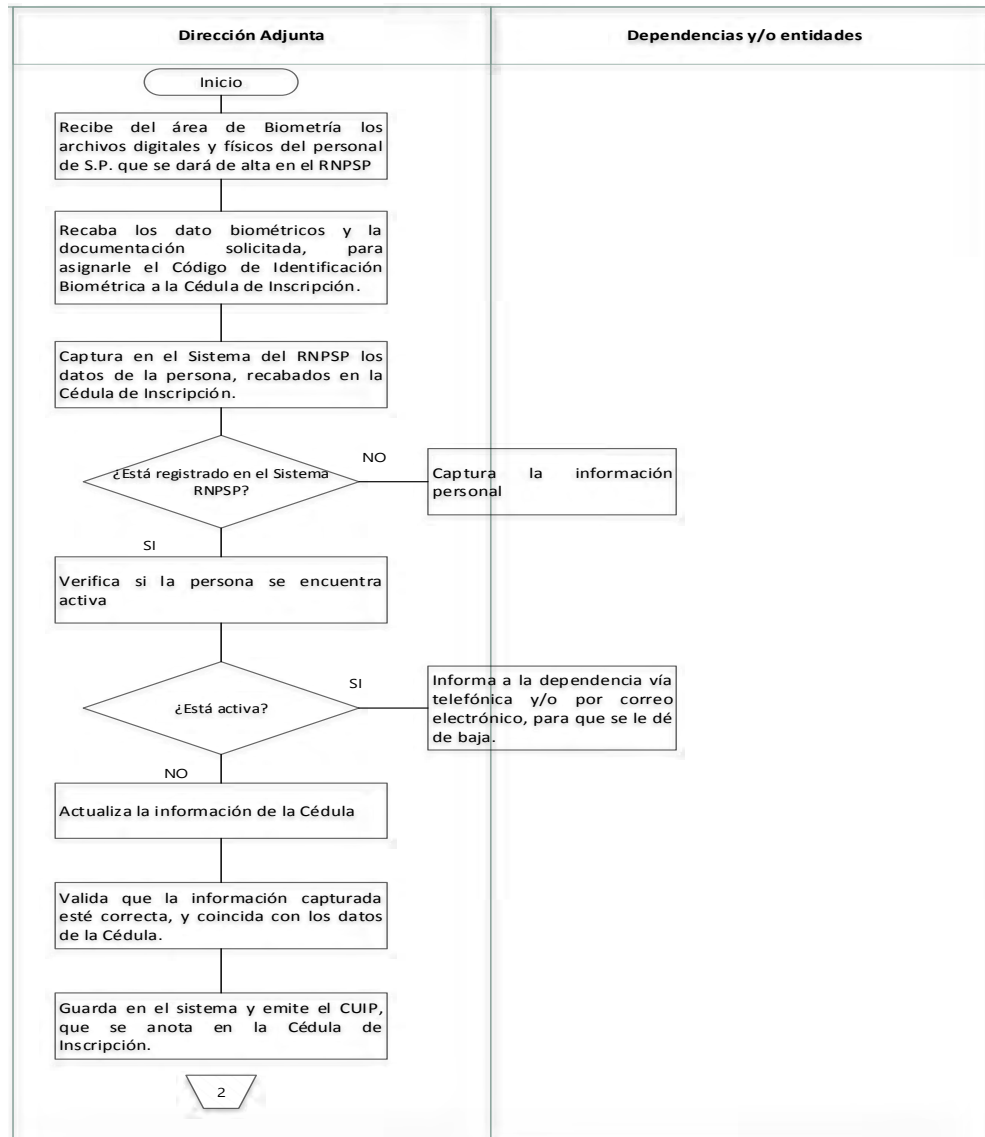 Dirección Adjunta
Dependencias y/o entidades
Inicio
Recibe del área de Biometría los
archivos digitales y físicos del personal
de S.P. que se dará de alta en el RNPSP
Recaba los dato biométricos y la
documentación solicitada, para
asignarle el Código de Identificación
Biométrica a la Cédula de Inscripción.
Captura en el Sistema del RNPSP los
datos de la persona, recabados en la
Cédula de Inscripción.
¿Está registrado en el Sistema
RNPSP?
NO
Captura la información
personal
SI
Verifica si la persona se encuentra
activa
¿Está activa?
SI
Informa a la dependencia vía
telefónica y/o por correo
electrónico, para que se le dé
de baja.
NO
Actualiza la información de la Cédula
Valida que la información capturada
esté correcta, y coincida con los datos
de la Cédula.
Guarda en el sistema y emite el CUIP,
que se anota en la Cédula de
Inscripción.
2